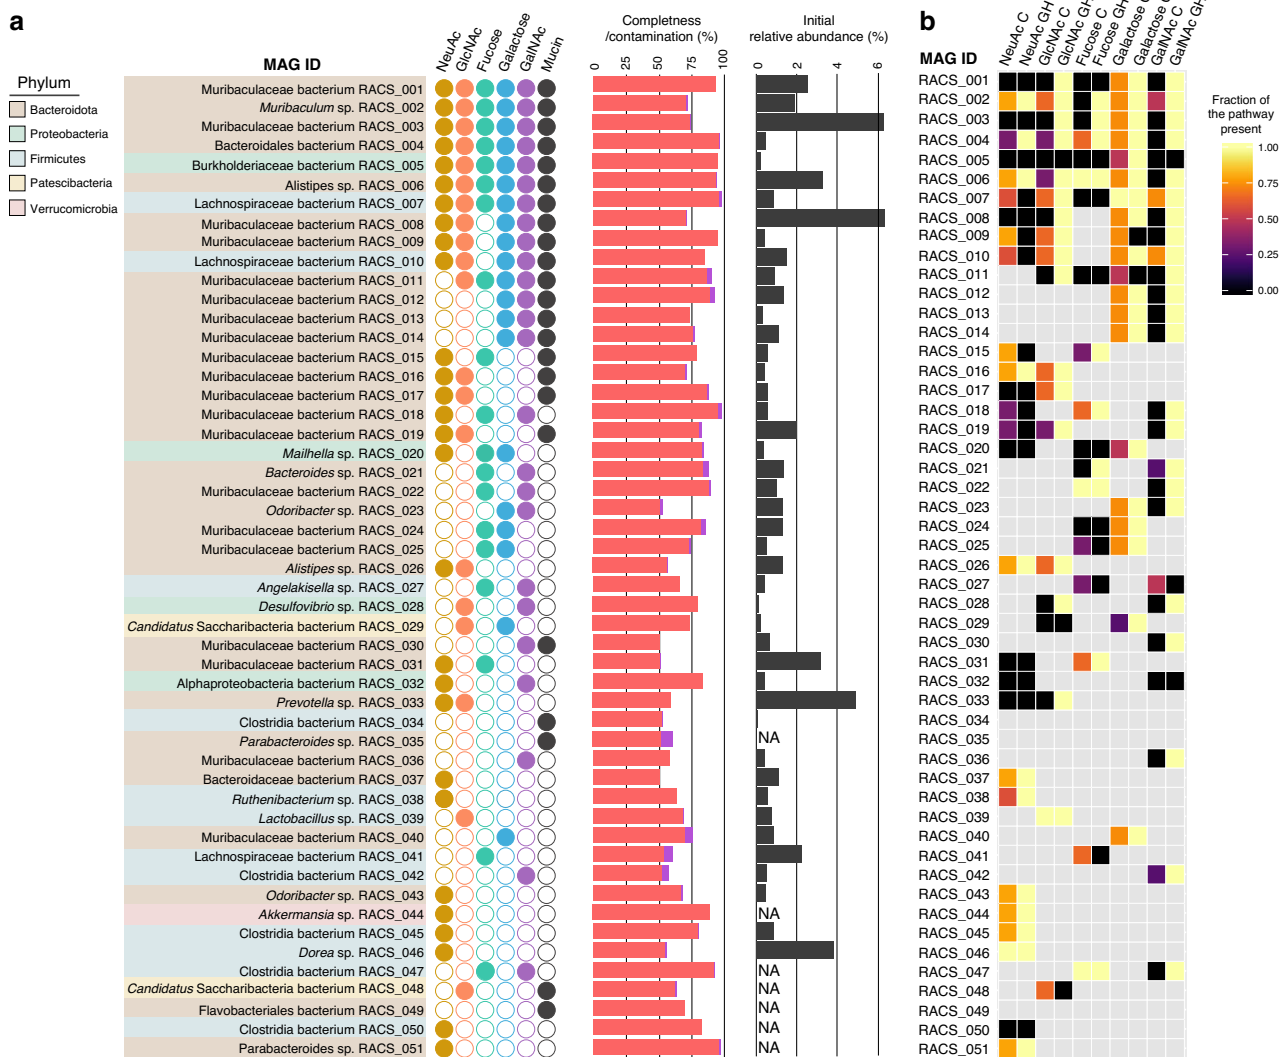 a
Phylum
Bacteroidota
Proteobacteria
Firmicutes
Patescibacteria
Verrucomicrobia
MAG ID
NeuAc
GlcNAc
Fucose
Galactose
GalNAc
Mucin
Completness
/contamination (%)
0
25
50
75
100
Initial
relative abundance (%)
0
2
4
6
Muribaculaceae bacterium RACS_001
Muribaculum sp. RACS_002
Muribaculaceae bacterium RACS_003
Bacteroidales bacterium RACS_004
Burkholderiaceae bacterium RACS_005
Alistipes sp. RACS_006
Lachnospiraceae bacterium RACS_007
Muribaculaceae bacterium RACS_008
Muribaculaceae bacterium RACS_009
Lachnospiraceae bacterium RACS_010
Muribaculaceae bacterium RACS_011
Muribaculaceae bacterium RACS_012
Muribaculaceae bacterium RACS_013
Muribaculaceae bacterium RACS_014
Muribaculaceae bacterium RACS_015
Muribaculaceae bacterium RACS_016
Muribaculaceae bacterium RACS_017
Muribaculaceae bacterium RACS_018
Muribaculaceae bacterium RACS_019
Mailhella sp. RACS_020
Bacteroides sp. RACS_021
Muribaculaceae bacterium RACS_022
Odoribacter sp. RACS_023
Muribaculaceae bacterium RACS_024
Muribaculaceae bacterium RACS_025
Alistipes sp. RACS_026
Angelakisella sp. RACS_027
Desulfovibrio sp. RACS_028
Candidatus Saccharibacteria bacterium RACS_029
Muribaculaceae bacterium RACS_030
Muribaculaceae bacterium RACS_031
Alphaproteobacteria bacterium RACS_032
Prevotella sp. RACS_033
Clostridia bacterium RACS_034
Parabacteroides sp. RACS_035 NA
Muribaculaceae bacterium RACS_036
Bacteroidaceae bacterium RACS_037
Ruthenibacterium sp. RACS_038
Lactobacillus sp. RACS_039
Muribaculaceae bacterium RACS_040
Lachnospiraceae bacterium RACS_041
Clostridia bacterium RACS_042
Odoribacter sp. RACS_043
Akkermansia sp. RACS_044 NA
Clostridia bacterium RACS_045
Dorea sp. RACS_046
Clostridia bacterium RACS_047 NA
Candidatus Saccharibacteria bacterium RACS_048 NA
Flavobacteriales bacterium RACS_049 NA
Clostridia bacterium RACS_050 NA
Parabacteroides sp. RACS_051 NA
b
MAG ID
NeuAc C
NeuAc GH
GlcNAc C
GlcNAc GH
Fucose C
Fucose GH
Galactose C
Galactose
GalNAc C
GalNAc GH
RACS_001
RACS_002
RACS_003
RACS_004
RACS_005
RACS_006
RACS_007
RACS_008
RACS_009
RACS_010
RACS_011
RACS_012
RACS_013
RACS_014
RACS_015
RACS_016
RACS_017
RACS_018
RACS_019
RACS_020
RACS_021
RACS_022
RACS_023
RACS_024
RACS_025
RACS_026
RACS_027
RACS_028
RACS_029
RACS_030
RACS_031
RACS_032
RACS_033
RACS_034
RACS_035
RACS_036
RACS_037
RACS_038
RACS_039
RACS_040
RACS_041
RACS_042
RACS_043
RACS_044
RACS_045
RACS_046
RACS_047
RACS_048
RACS_049
RACS_050
RACS_051
Fraction of
the pathway
present
1.00
0.75
0.50
0.25
0.00